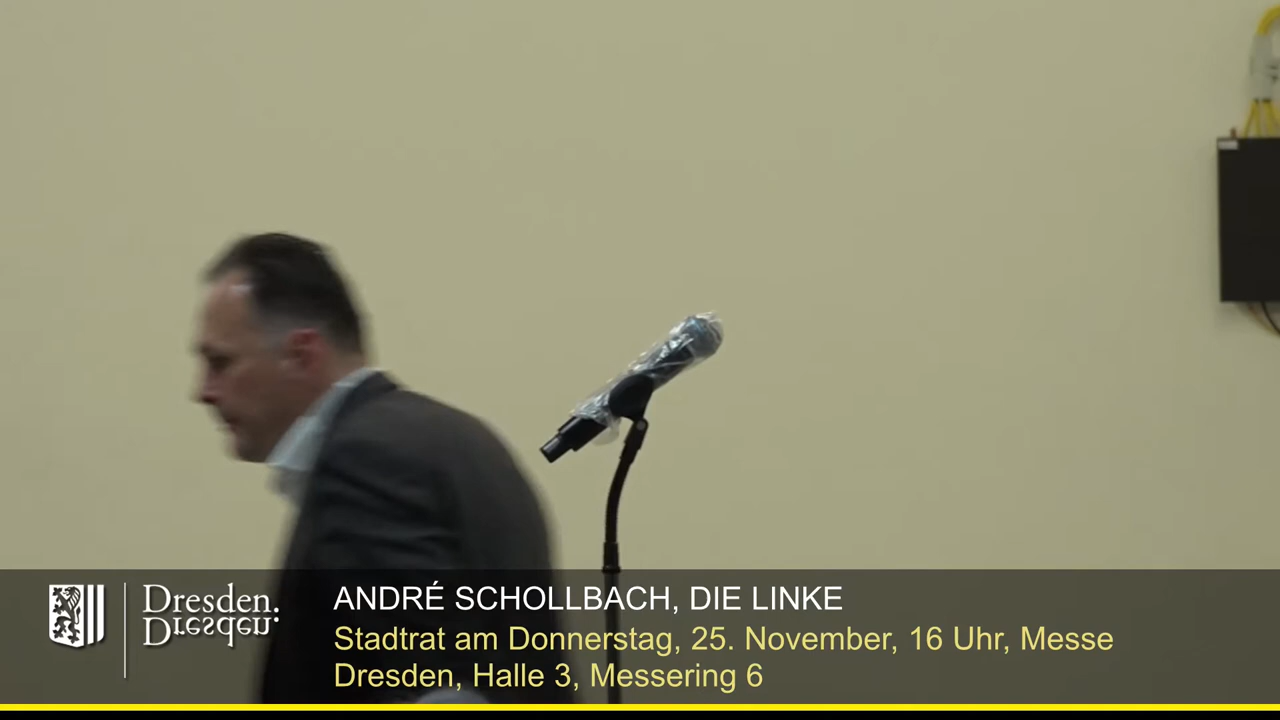 Dresden.
Dresden.
ANDRÉ SCHOLLBACH, DIE LINKE
Stadtrat am Donnerstag, 25. November, 16 Uhr, Messe
Dresden, Halle 3, Messering 6